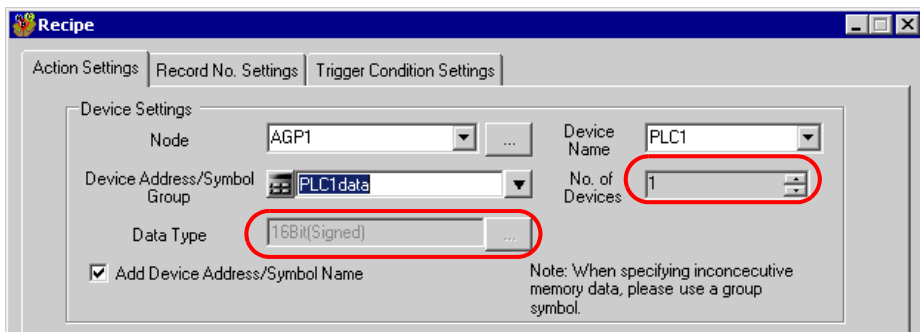 Recipe
Action Settings
Record No. Settings
Trigger Condition Settings
Device Settings
Node
AGP1
...
Device
Name
PLC1
Device Address/Symbol
Group
PLC1data
No. of
Devices
1
Data Type
16Bit(Signed)
...
Add Device Address/Symbol Name
Note: When specifying inconcecutive
memory data, please use a group
symbol.